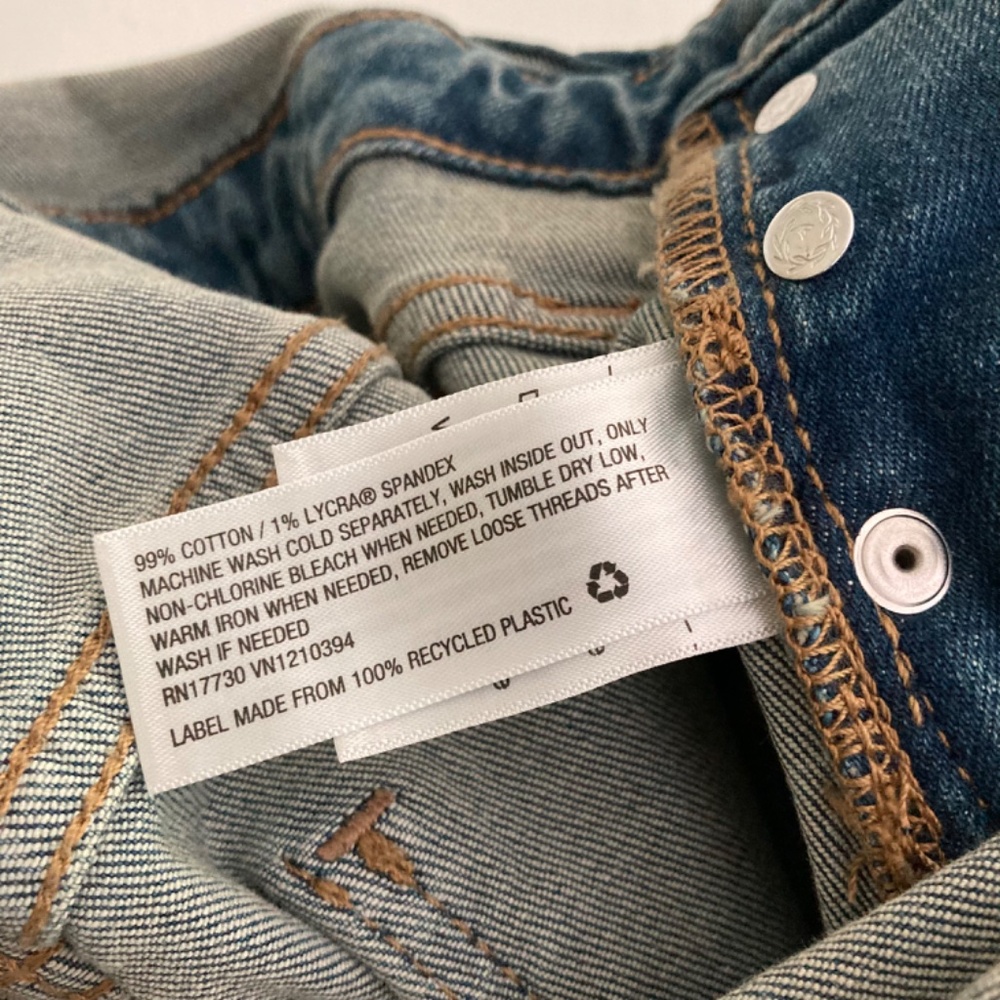 99% COTTON / 1% LYCRA® SPANDEX
MACHINE WASH COLD SEPARATELY, WASH INSIDE OUT, ONLY
NON-CHLORINE BLEACH WHEN NEEDED, TUMBLE DRY LOW,
WARM IRON WHEN NEEDED, REMOVE LOOSE THREADS AFTER
WASH IF NEEDED
RN17730 VN1210394
LABEL MADE FROM 100% RECYCLED PLASTIC